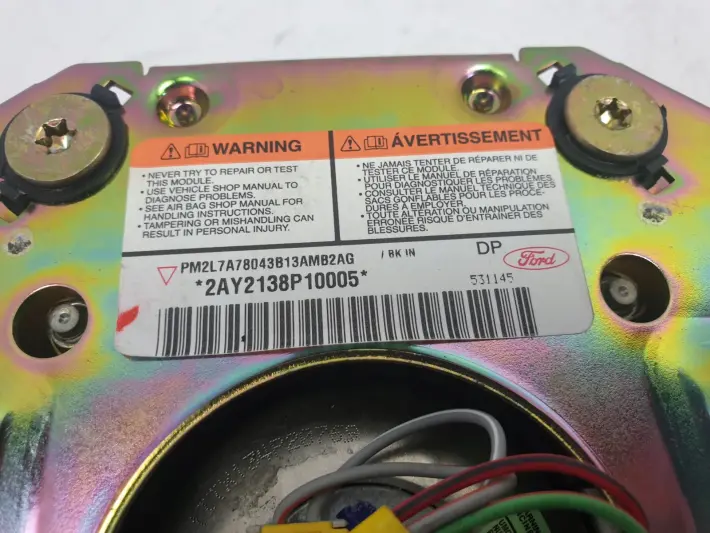 WARNING
• NEVER TRY TO REPAIR OR TEST
THIS MODULE.
• USE VEHICLE SHOP MANUAL TO
DIAGNOSE PROBLEMS.
• SEE AIR BAG SHOP MANUAL FOR
HANDLING INSTRUCTIONS.
• TAMPERING OR MISHANDLING CAN
RESULT IN PERSONAL INJURY.
ÁVERTISSEMENT
• NE JAMAIS TENTER DE RÉPARER NI DE
TESTER CE MODULE.
• UTILISER LE MANUEL DE RÉPARATION
POUR DIAGNOSTIQUER LES PROBLÈMES.
• CONSULTER LE MANUEL TECHNIQUE DES
SACS GONFLABLES POUR LES PROCÉ-
DURES À EMPLOYER.
• TOUTE ALTÉRATION OU MANIPULATION
ERRONÉE RISQUE D'ENTRAÎNER DES
BLESSURES.
PM2L7A78043B13AMB2AG / BK IN DP Ford
*2AY2138P10005* 531145